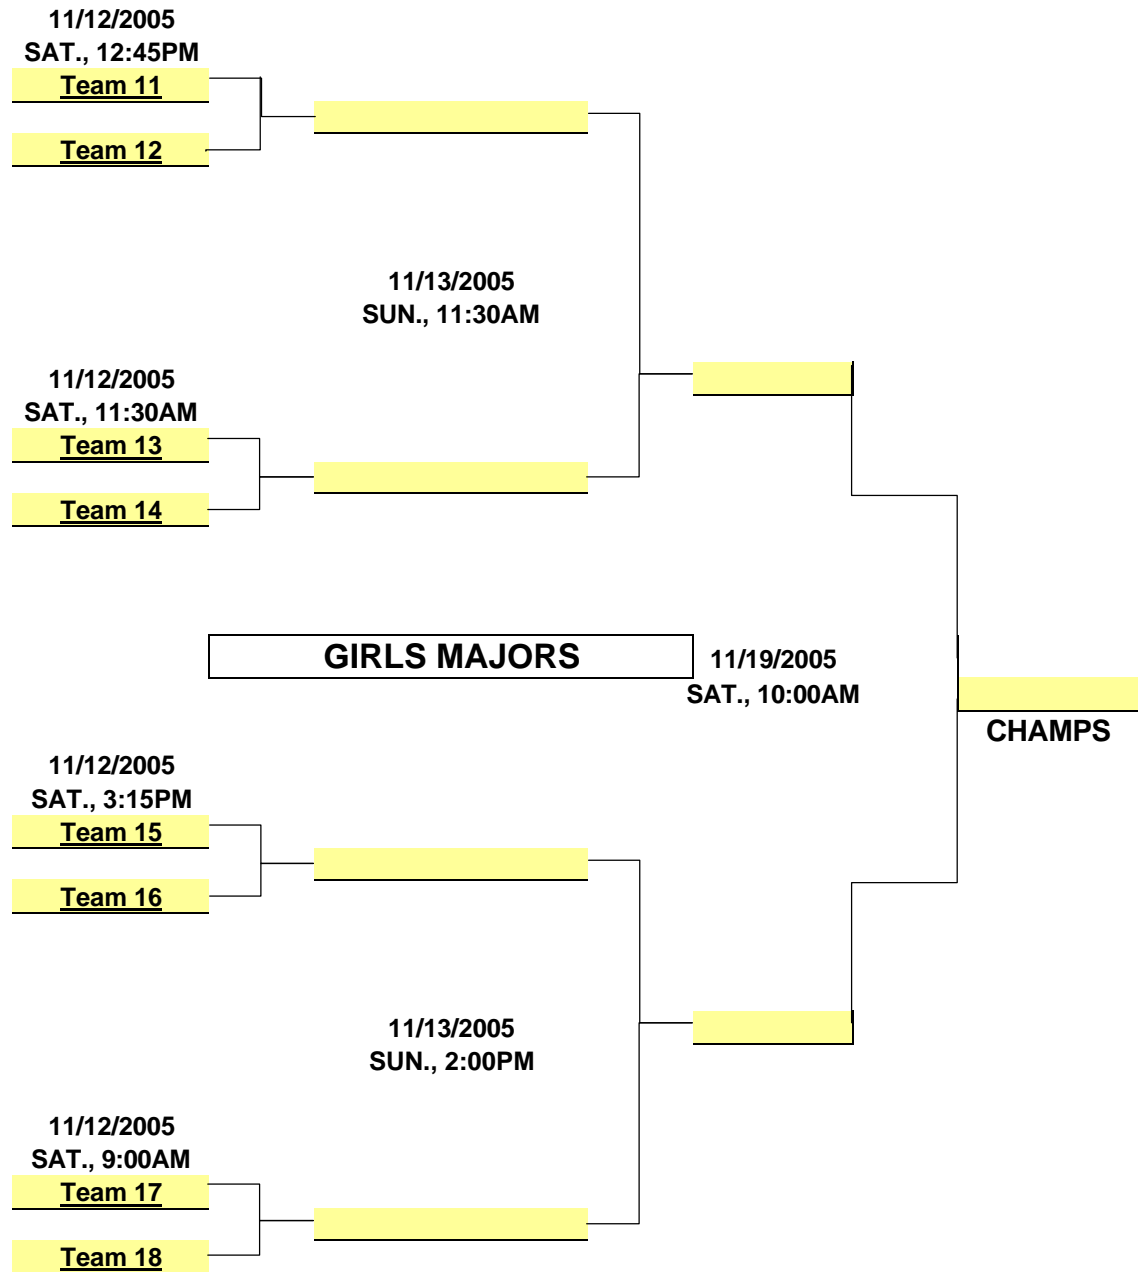 11/12/2005
SAT., 12:45PM
Team 11
Team 12
11/13/2005
SUN., 11:30AM
11/12/2005
SAT., 11:30AM
Team 13
Team 14
GIRLS MAJORS
11/19/2005
SAT., 10:00AM
CHAMPS
11/12/2005
SAT., 3:15PM
Team 15
Team 16
11/13/2005
SUN., 2:00PM
11/12/2005
SAT., 9:00AM
Team 17
Team 18